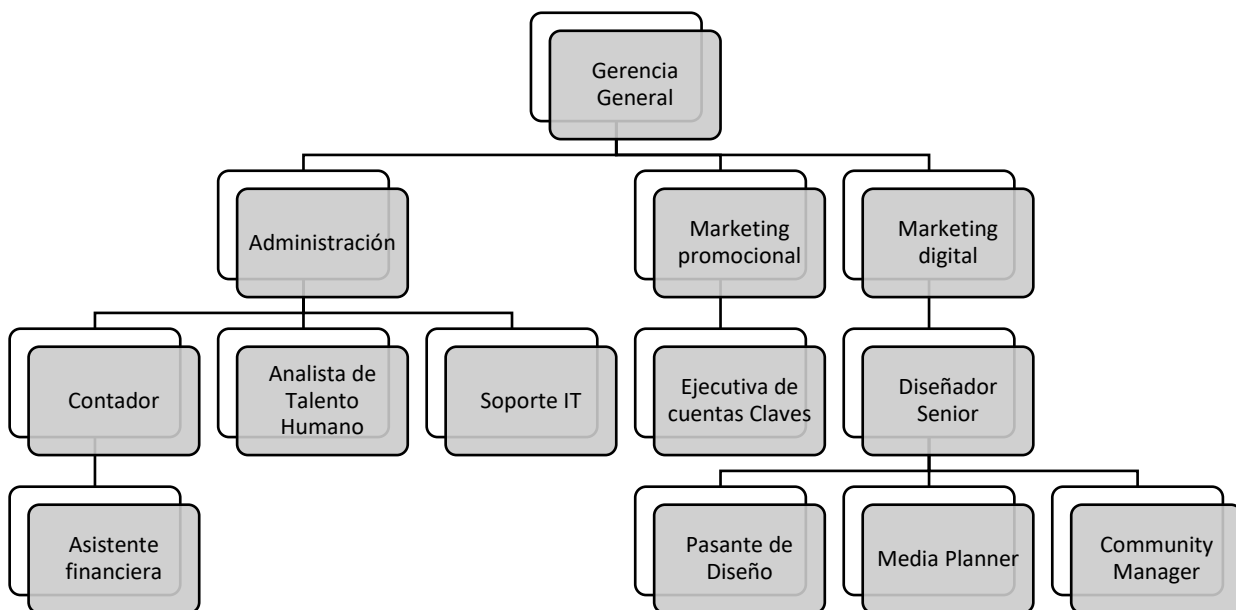 Gerencia
General
Administración
Marketing
promocional
Marketing
digital
Contador
Analista de
Talento
Humano
Soporte IT
Ejecutiva de
cuentas Claves
Diseñador
Senior
Asistente
financiera
Pasante de
Diseño
Media Planner
Community
Manager